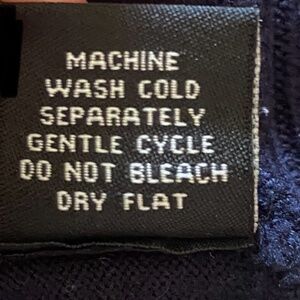 MACHINE
WASH COLD
SEPARATELY
GENTLE CYCLE
DO NOT BLEACH
DRY FLAT